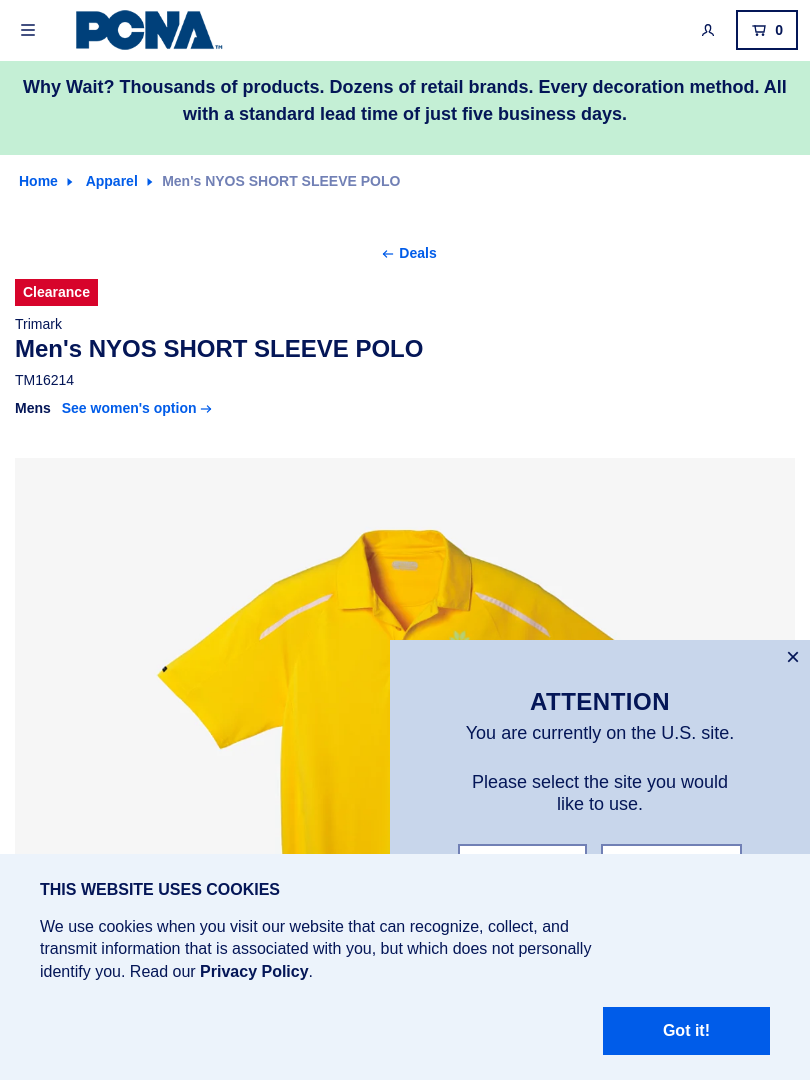 PCNA™
0
Why Wait? Thousands of products. Dozens of retail brands. Every decoration method. All
with a standard lead time of just five business days.
Home Apparel Men's NYOS SHORT SLEEVE POLO
Deals
Clearance
Trimark
Men's NYOS SHORT SLEEVE POLO
TM16214
Mens See women's option
ATTENTION
You are currently on the U.S. site.
Please select the site you would
like to use.
THIS WEBSITE USES COOKIES
We use cookies when you visit our website that can recognize, collect, and
transmit information that is associated with you, but which does not personally
identify you. Read our Privacy Policy.
Got it!